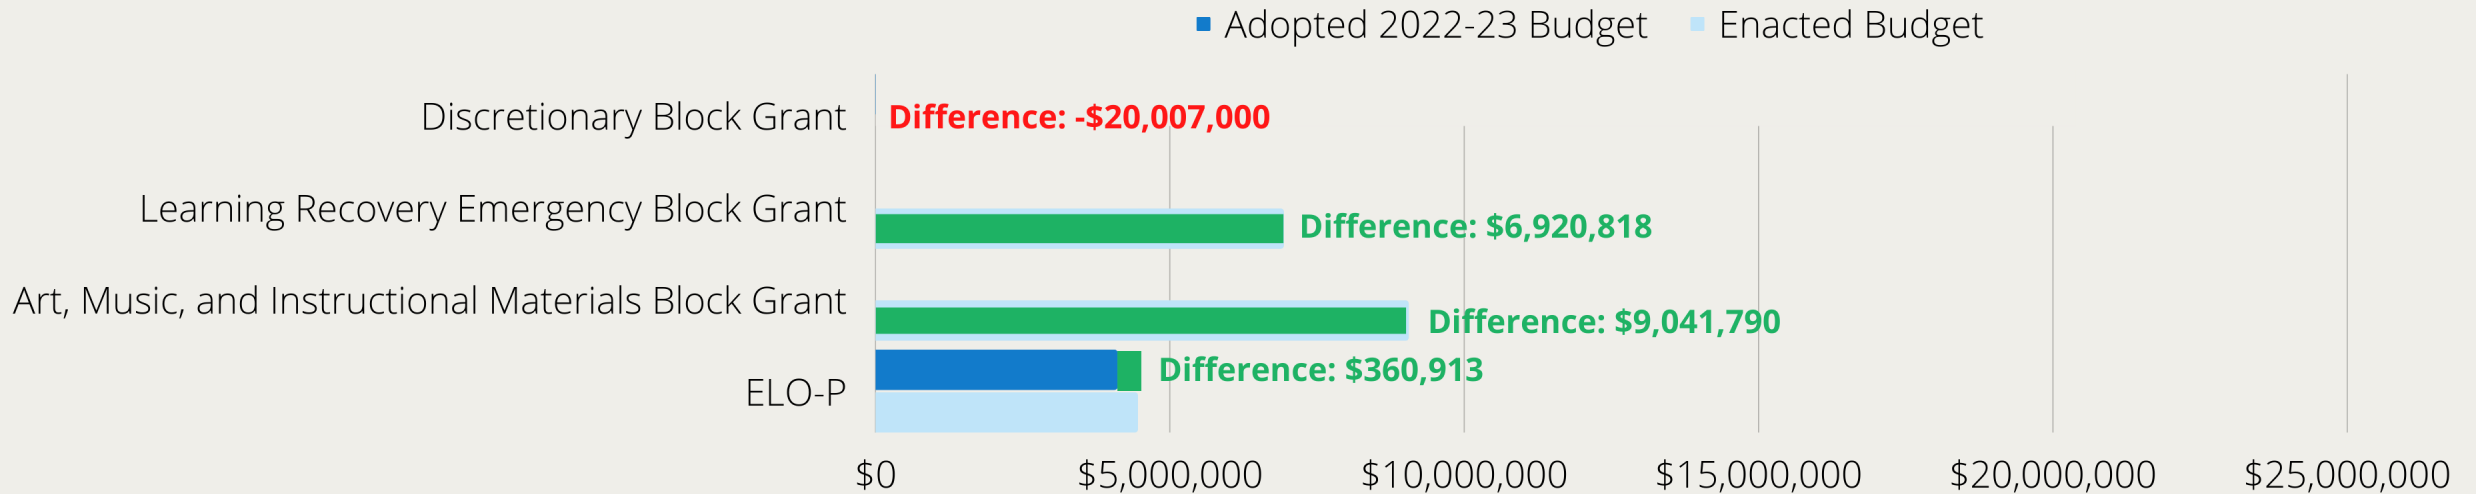 Adopted 2022-23 Budget Enacted Budget
Discretionary Block Grant Difference: -$20,007,000
Learning Recovery Emergency Block Grant Difference: $6,920,818
Art, Music, and Instructional Materials Block Grant Difference: $9,041,790
ELO-P Difference: $360,913
$0 $5,000,000 $10,000,000 $15,000,000 $20,000,000 $25,000,000